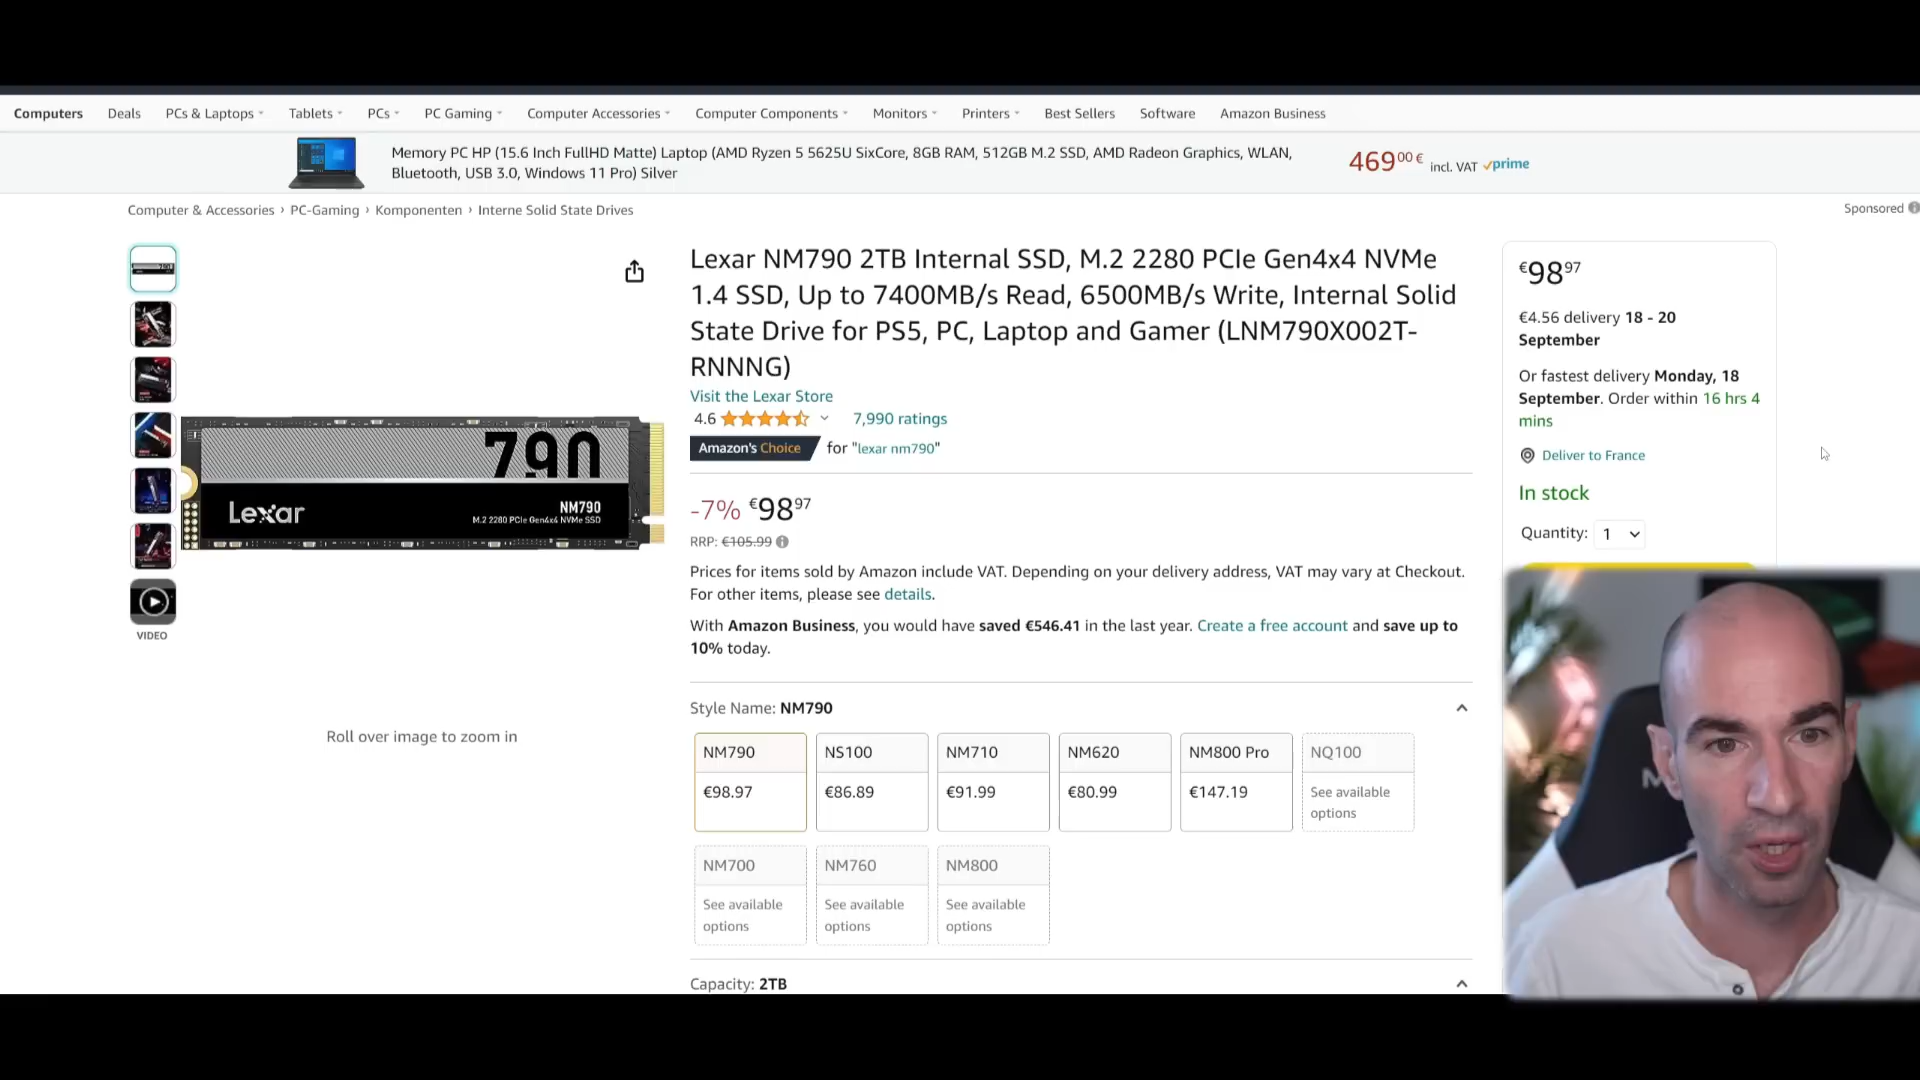 Computers Deals PCs & Laptops Tablets PCs PC Gaming Computer Accessories Computer Components Monitors Printers Best Sellers Software Amazon Business
Memory PC HP (15.6 Inch FullHD Matte) Laptop (AMD Ryzen 5 5625U SixCore, 8GB RAM, 512GB M.2 SSD, AMD Radeon Graphics, WLAN,
Bluetooth, USB 3.0, Windows 11 Pro) Silver
46900 € incl. VAT prime
Computer & Accessories › PC-Gaming › Komponenten › Interne Solid State Drives
Sponsored
Lexar NM790 2TB Internal SSD, M.2 2280 PCIe Gen4x4 NVMe
1.4 SSD, Up to 7400MB/s Read, 6500MB/s Write, Internal Solid
State Drive for PS5, PC, Laptop and Gamer (LNM790X002T-
RNNNG)
Visit the Lexar Store
4.6 7,990 ratings
Amazon's Choice for "lexar nm790"
-7% €9897
RRP: €105.99
Prices for items sold by Amazon include VAT. Depending on your delivery address, VAT may vary at Checkout.
For other items, please see details.
With Amazon Business, you would have saved €546.41 in the last year. Create a free account and save up to
10% today.
790
Lexar
NM790
M.2 2280 PCIe Gen4x4 NVMe SSD
VIDEO
Roll over image to zoom in
Style Name: NM790
NM790 NS100 NM710 NM620 NM800 Pro NQ100
€98.97 €86.89 €91.99 €80.99 €147.19 See available
options
NM700 NM760 NM800
See available See available See available
options options options
Capacity: 2TB
€9897
€4.56 delivery 18 - 20
September
Or fastest delivery Monday, 18
September. Order within 16 hrs 4
mins
Deliver to France
In stock
Quantity: 1